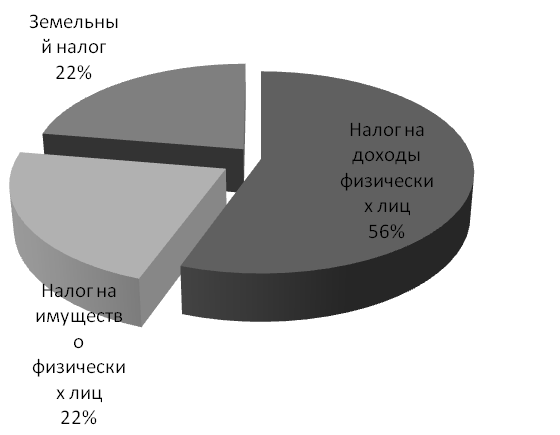 Земельны
й налог
22%
Налог на
доходы
физически
х лиц
56%
Налог на
имуществ
о
физически
х лиц
22%